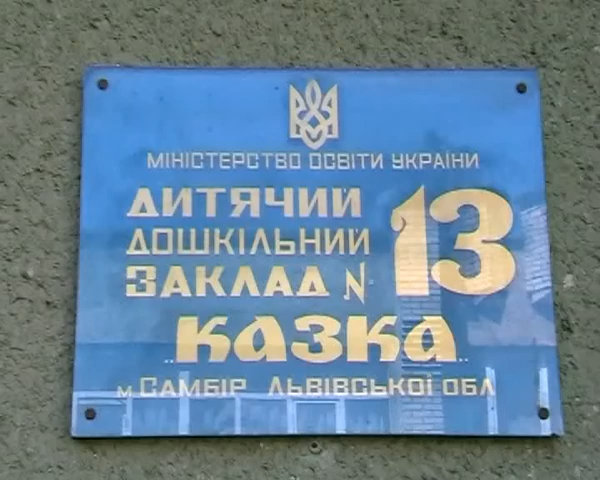 МІНІСТЕРСТВО ОСВІТИ УКРАЇНИ
ДИТЯЧИЙ
ДОШКІЛЬНИЙ
ЗАКЛАД N 13
„КАЗКА”
м САМБІР ЛЬВІВСЬКОЇ ОБЛ